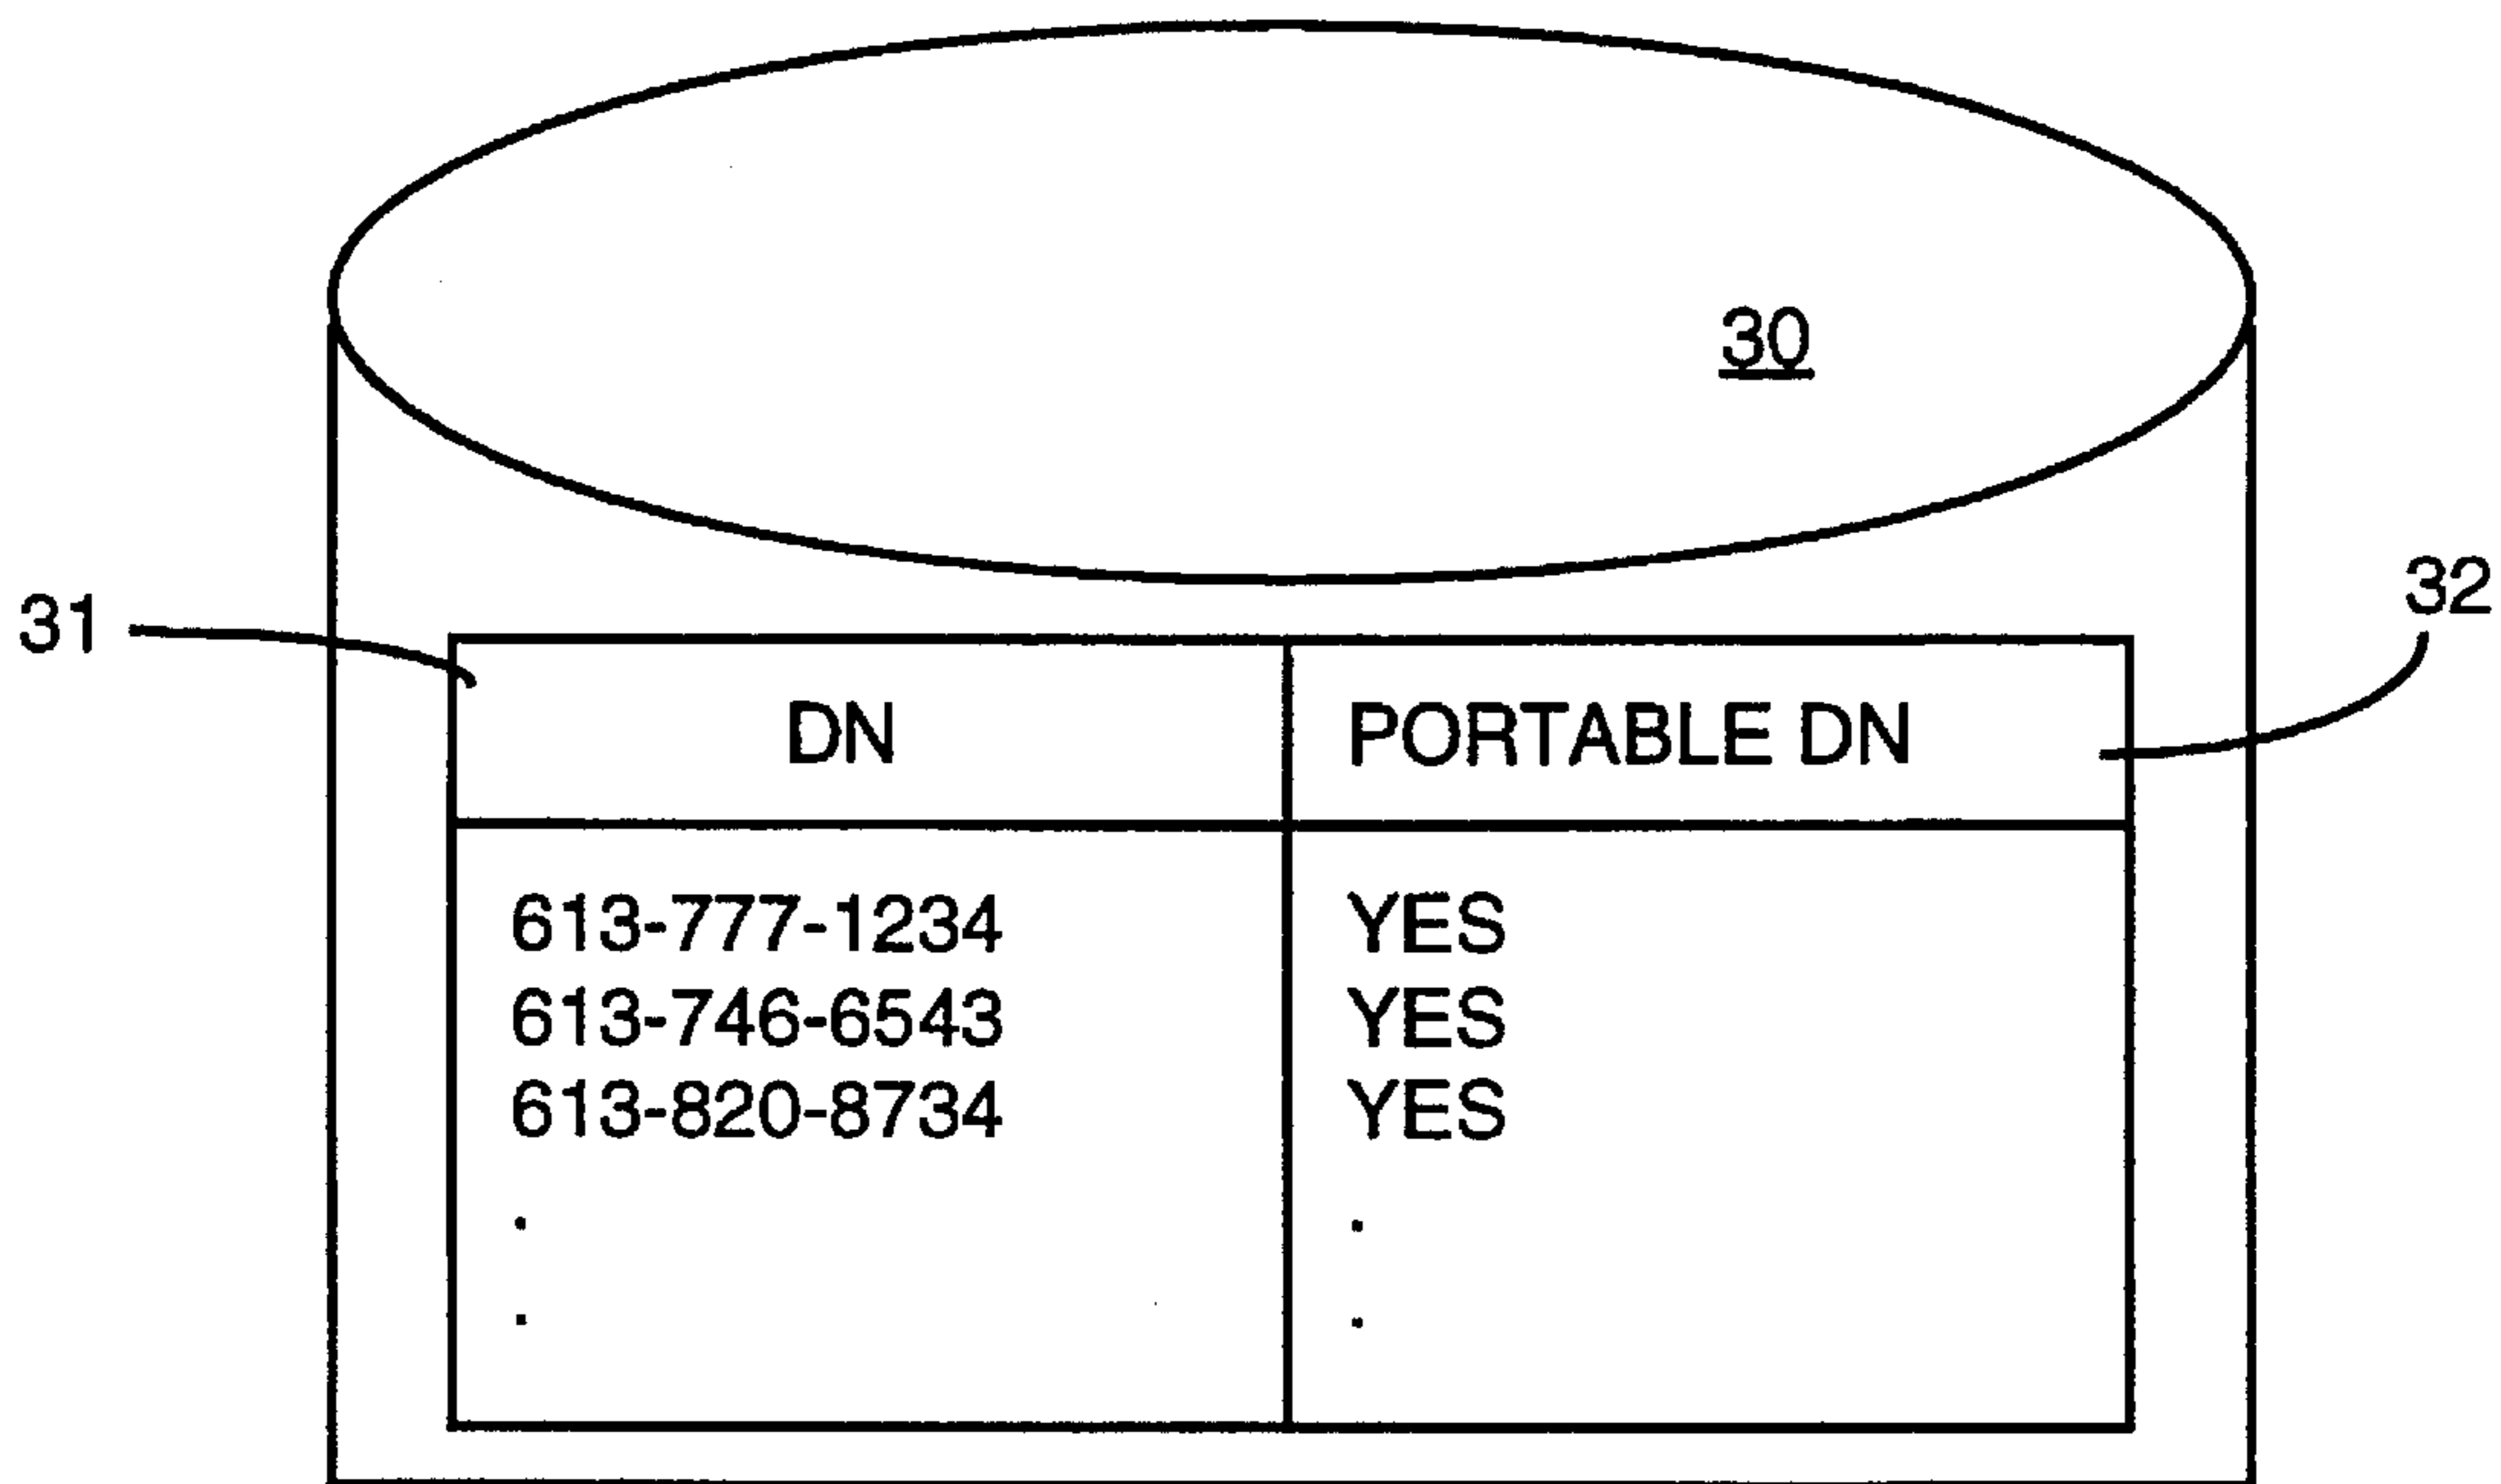 30
31
32
DN PORTABLE DN
613-777-1234 YES
613-746-6543 YES
613-820-8734 YES
. .
. .